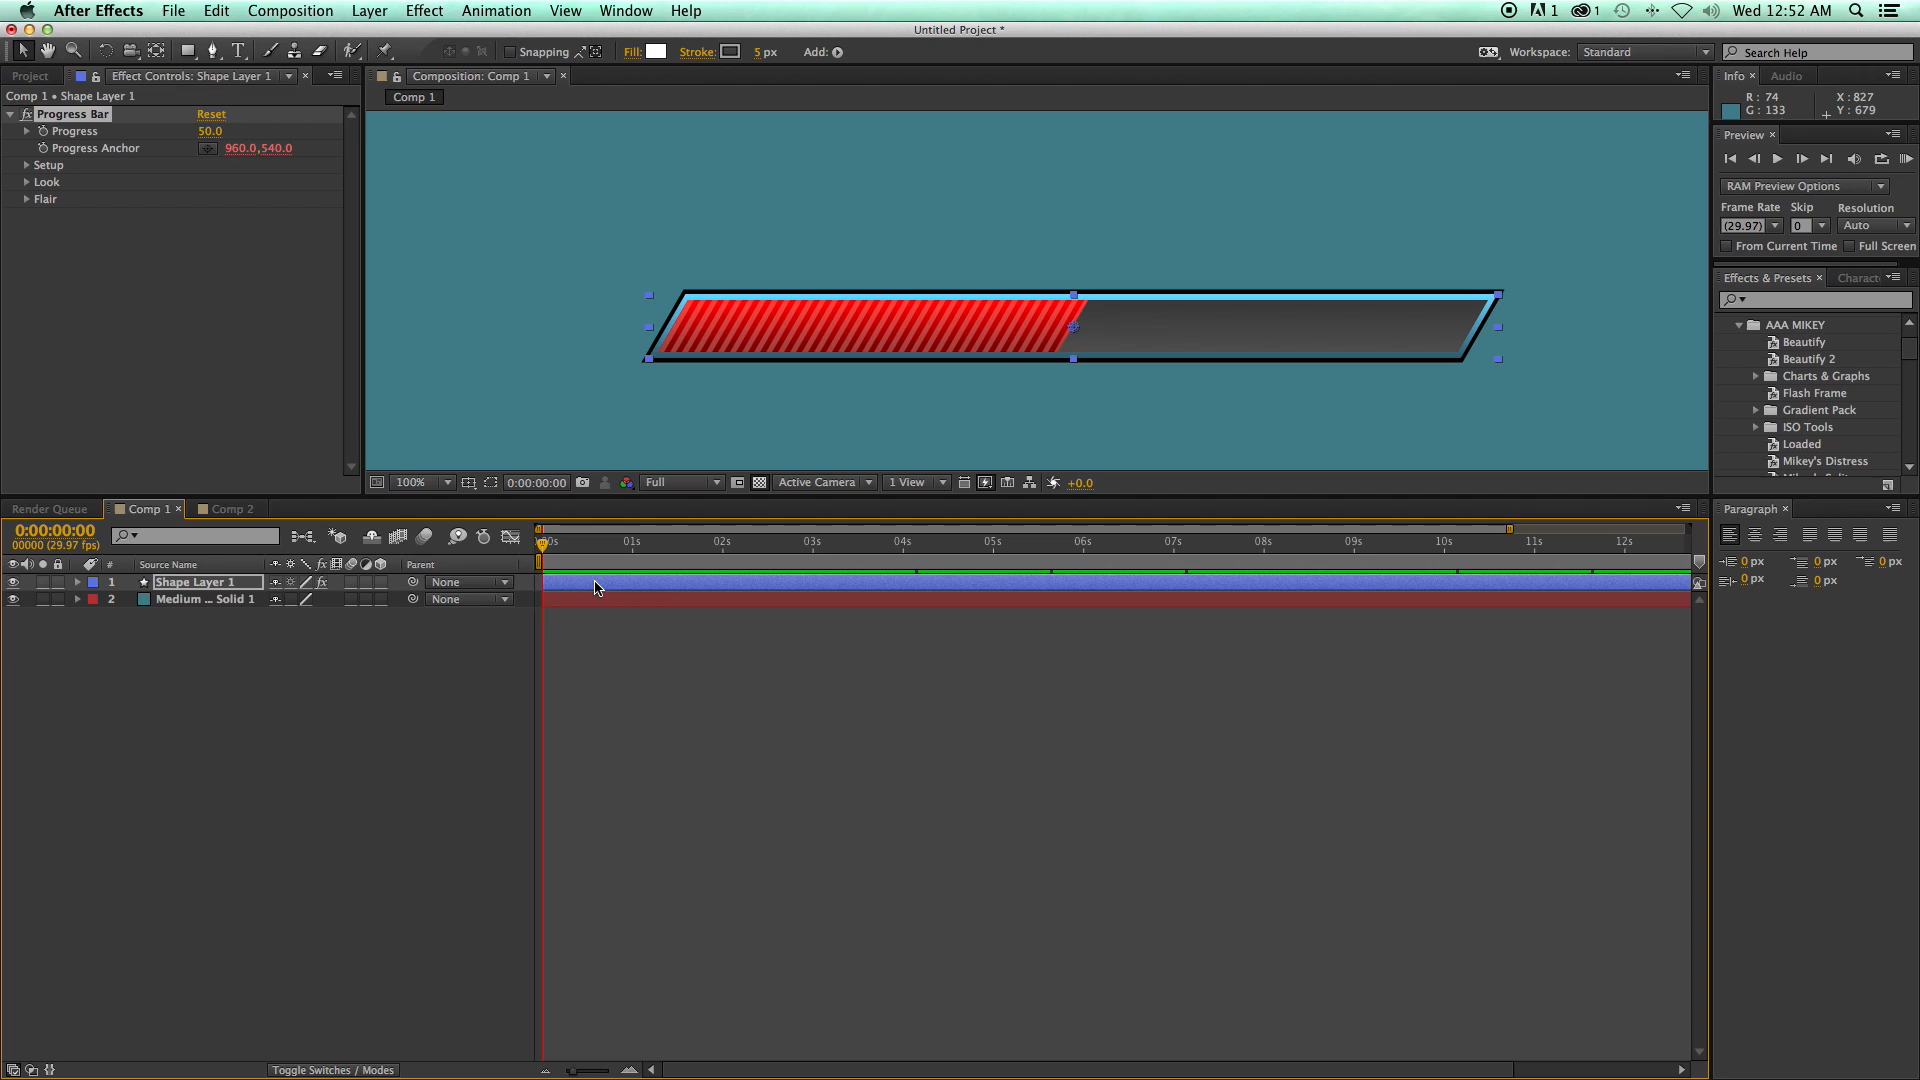 After Effects File Edit Composition Layer Effect Animation View Window Help 1 1 Wed 12:52 AM
Untitled Project *
Snapping Fill: Stroke: 5 px Add: Workspace: Standard Search Help
Project Effect Controls: Shape Layer 1 × Composition: Comp 1 × Info × Audio
Comp 1 • Shape Layer 1
Comp 1
R: 74 X: 827
G: 133 Y: 679
fx Progress Bar Reset
Progress 50.0
Progress Anchor 960.0,540.0
Setup
Look
Flair
Preview ×
RAM Preview Options
Frame Rate Skip Resolution
(29.97) 0 Auto
From Current Time Full Screen
Effects & Presets × Charact
AAA MIKEY
Beautify
Beautify 2
Charts & Graphs
Flash Frame
Gradient Pack
ISO Tools
Loaded
Mikey's Distress
100% 0:00:00:00 Full Active Camera 1 View +0.0
Render Queue Comp 1 × Comp 2
Paragraph ×
0:00:00:00
00000 (29.97 fps)
01s 02s 03s 04s 05s 06s 07s 08s 09s 10s 11s 12s
# Source Name fx Parent
1 Shape Layer 1 fx None
2 Medium ... Solid 1 None
0 px 0 px 0 px
0 px 0 px
Toggle Switches / Modes